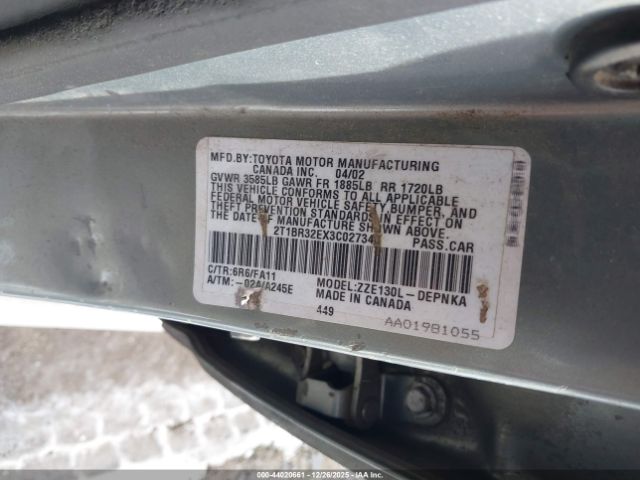 MFD.BY:TOYOTA MOTOR MANUFACTURING
CANADA INC. 04/02
GVWR 3585LB GAWR FR 1885LB RR 1720LB
THIS VEHICLE CONFORMS TO ALL APPLICABLE
FEDERAL MOTOR VEHICLE SAFETY BUMPER, AND
THEFT PREVENTION STANDARDS IN EFFECT ON
THE DATE OF MANUFACTURE SHOWN ABOVE.
PASS.CAR
C/TR:6R6/FA11 MODEL:ZZE130L-DEPNKA
A/TM:-02A/A245E MADE IN CANADA
449 AA01981055
000-44020661 - 12/26/2025 - IAA Inc.